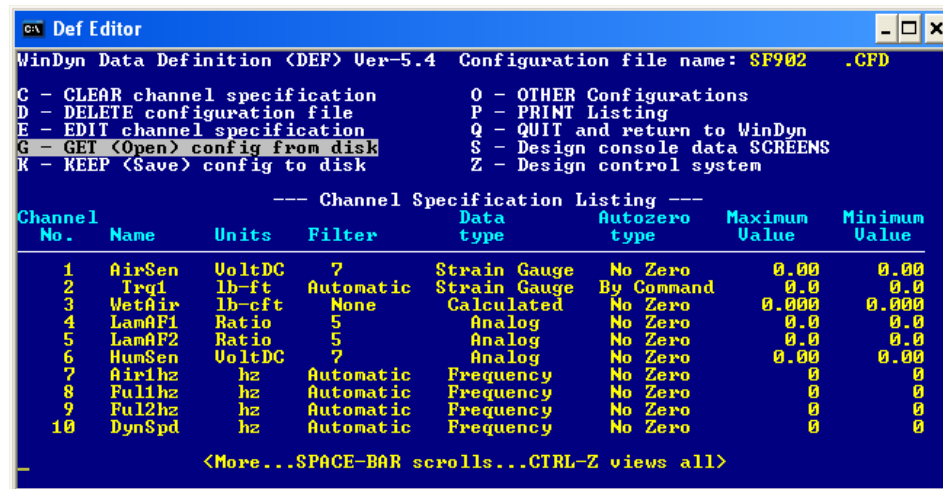 Def Editor
WinDyn Data Definition (DEF) Ver-5.4 Configuration file name: SF902 .CFD
C - CLEAR channel specification O - OTHER Configurations
D - DELETE configuration file P - PRINT Listing
E - EDIT channel specification Q - QUIT and return to WinDyn
G - GET (Open) config from disk S - Design console data SCREENS
K - KEEP (Save) config to disk Z - Design control system
--- Channel Specification Listing ---
Channel Data Autozero Maximum Minimum
No. Name Units Filter type type Value Value
1 AirSen VoltDC 7 Strain Gauge No Zero 0.00 0.00
2 Trq1 lb-ft Automatic Strain Gauge By Command 0.0 0.0
3 WetAir lb-cft None Calculated No Zero 0.000 0.000
4 LamAF1 Ratio 5 Analog No Zero 0.0 0.0
5 LamAF2 Ratio 5 Analog No Zero 0.0 0.0
6 HumSen VoltDC 7 Analog No Zero 0.00 0.00
7 Air1hz hz Automatic Frequency No Zero 0 0
8 Ful1hz hz Automatic Frequency No Zero 0 0
9 Ful2hz hz Automatic Frequency No Zero 0 0
10 DynSpd hz Automatic Frequency No Zero 0 0
<More...SPACE-BAR scrolls...CTRL-Z views all>